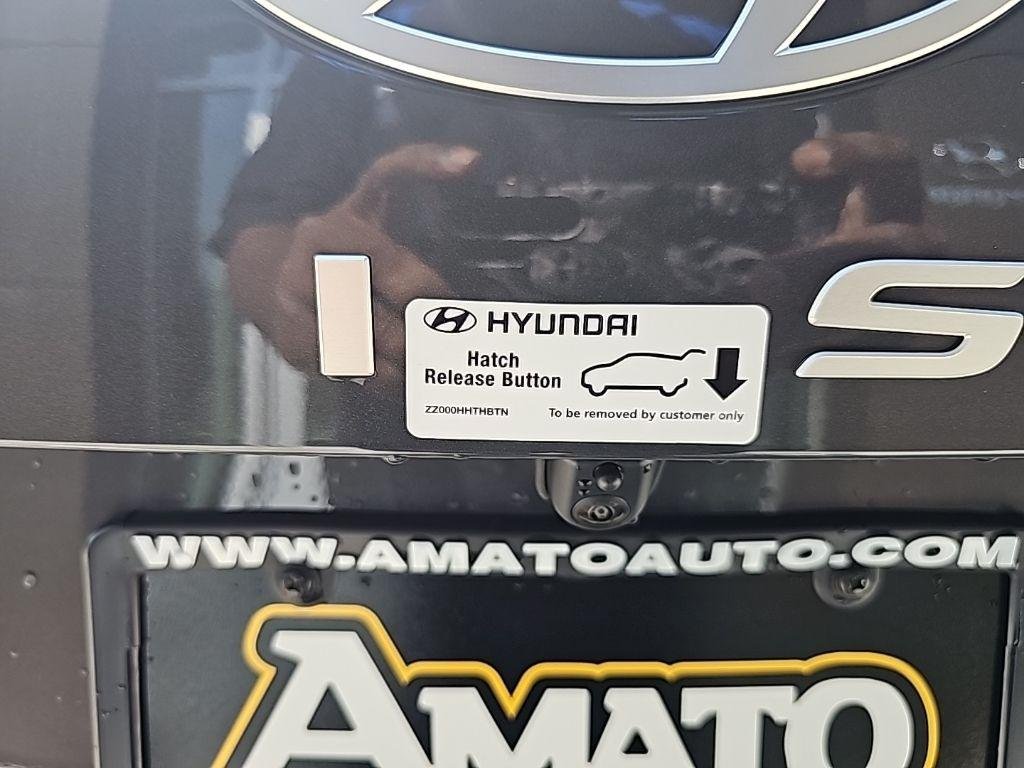 HYUNDAI
I S
Hatch
Release Button
ZZ000HHTHBTN To be removed by customer only
WWW.AMATOAUTO.COM
AMATO